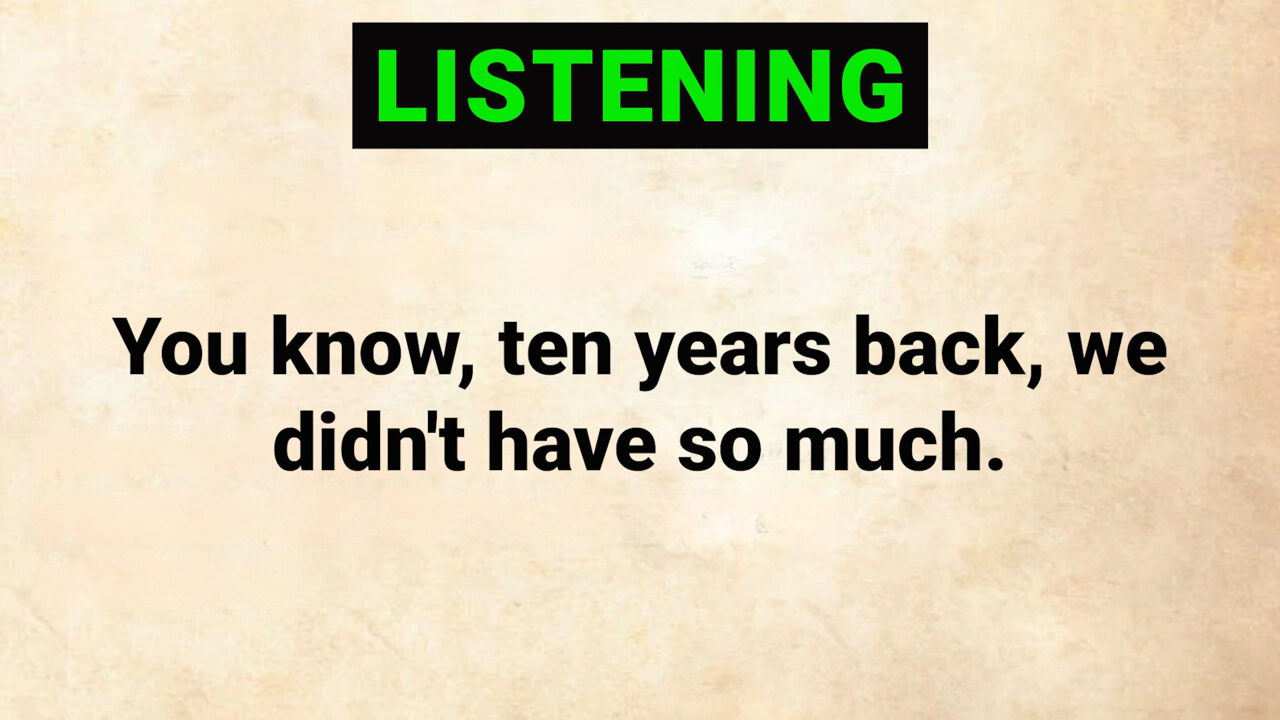 LISTENING
You know, ten years back, we
didn't have so much.